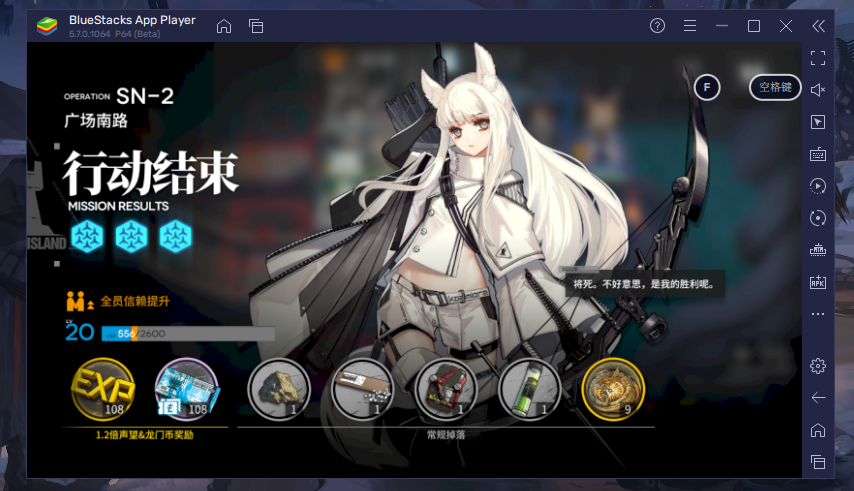 BlueStacks App Player
5.7.0.1064 P64 (Beta)
F
空格键
OPERATION SN-2
广场南路
行动结束
MISSION RESULTS
ISLAND
将死。不好意思，是我的胜利呢。
全员信赖提升
LV
20
556/2600
EXP
108
108
1
1
1
1
9
1.2倍声望&龙门币奖励
常规掉落
RPK